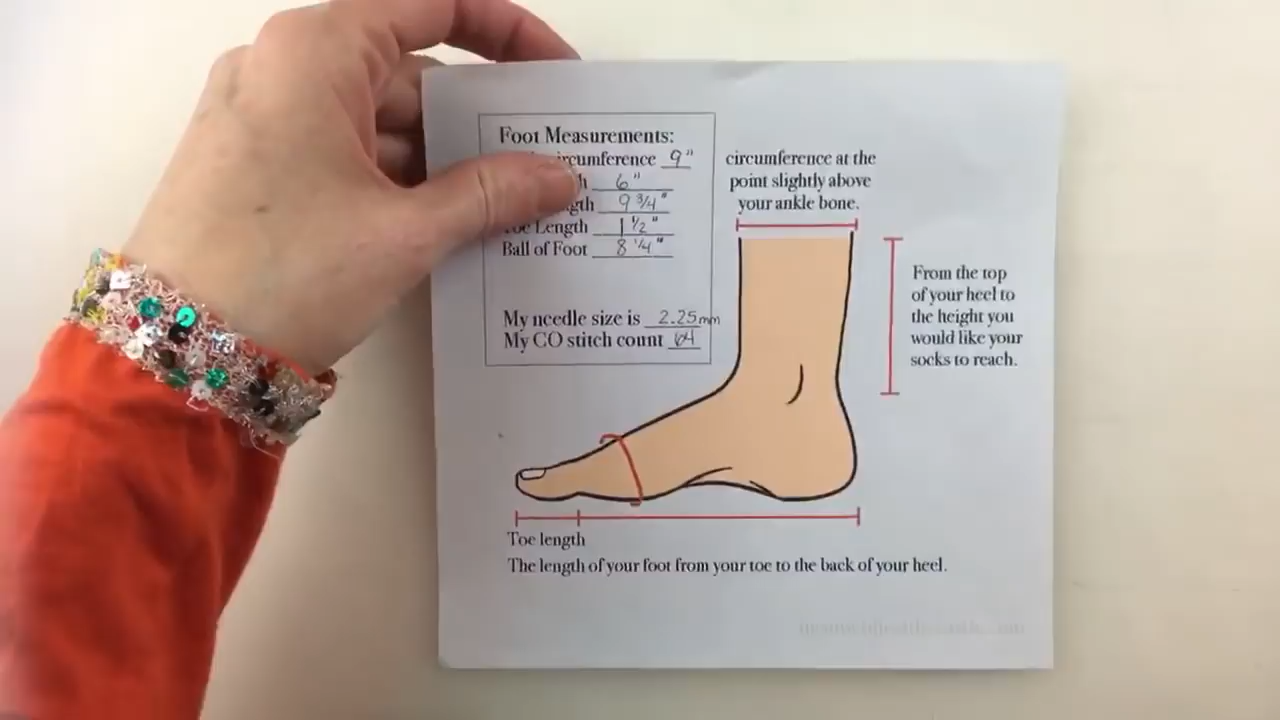 Foot Measurements:
circumference 9"
6"
9 3/4"
Toe Length 1 1/2"
Ball of Foot 8 1/4"
My needle size is 2.25mm
My CO stitch count 64
circumference at the
point slightly above
your ankle bone.
From the top
of your heel to
the height you
would like your
socks to reach.
Toe length
The length of your foot from your toe to the back of your heel.